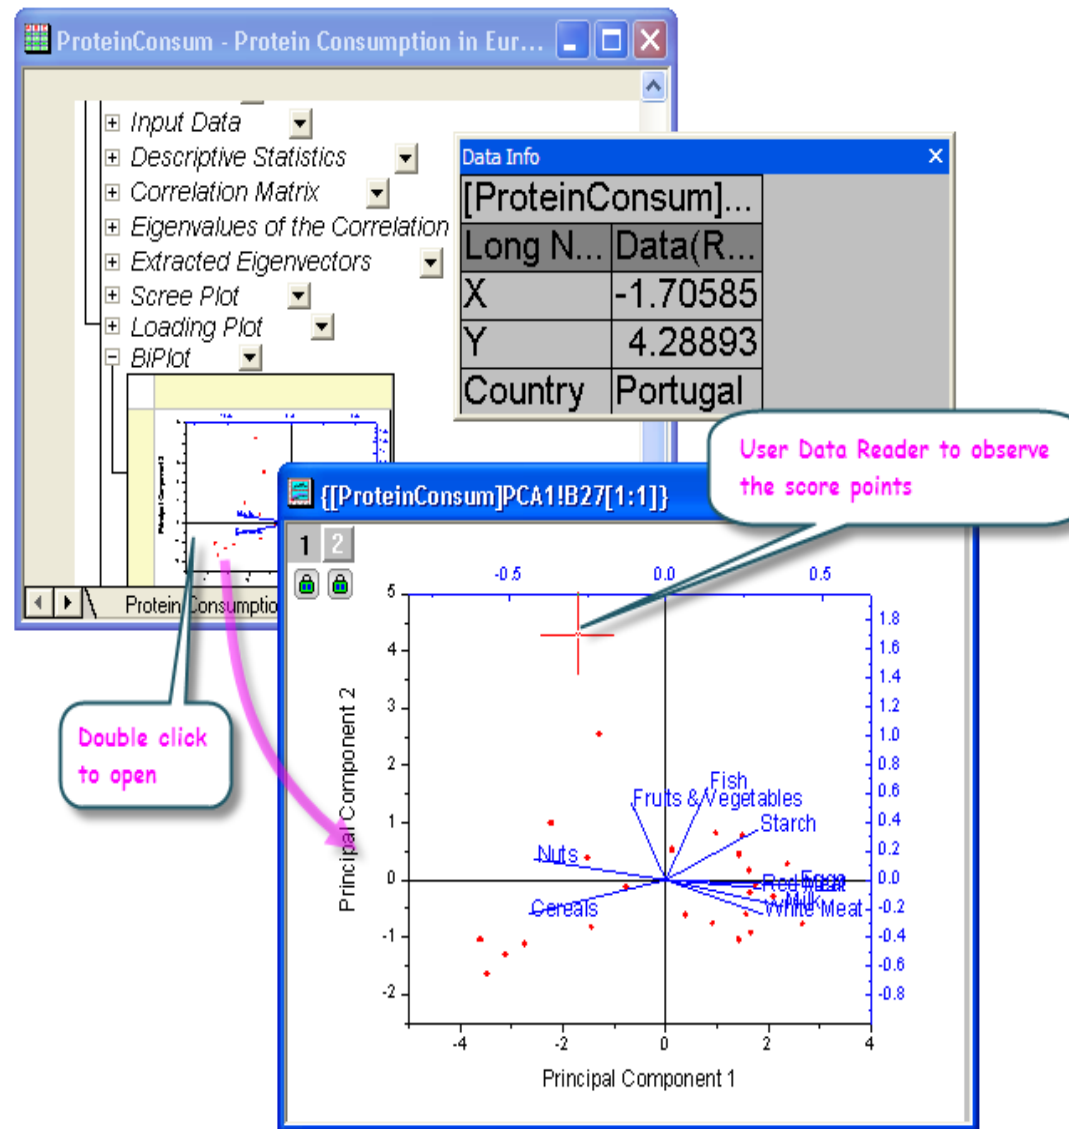 ProteinConsum - Protein Consumption in Eur...
Input Data
Descriptive Statistics
Correlation Matrix
Eigenvalues of the Correlation
Extracted Eigenvectors
Scree Plot
Loading Plot
BiPlot
Protein Consumptio
Data Info
[ProteinConsum]...
Long N... Data(R...
X -1.70585
Y 4.28893
Country Portugal
User Data Reader to observe
the score points
Double click
to open
{[ProteinConsum]PCA1!B27[1:1]}
1 2
-0.5 0.0 0.5
5
4
3
2
1
0
-1
-2
Principal Component 2
1.8
1.6
1.4
1.2
1.0
0.8
0.6
0.4
0.2
0.0
-0.2
-0.4
-0.6
-0.8
Fish
Fruits & Vegetables
Starch
Nuts
Eggs
Red Meat
Milk
White Meat
Cereals
-4 -2 0 2 4
Principal Component 1